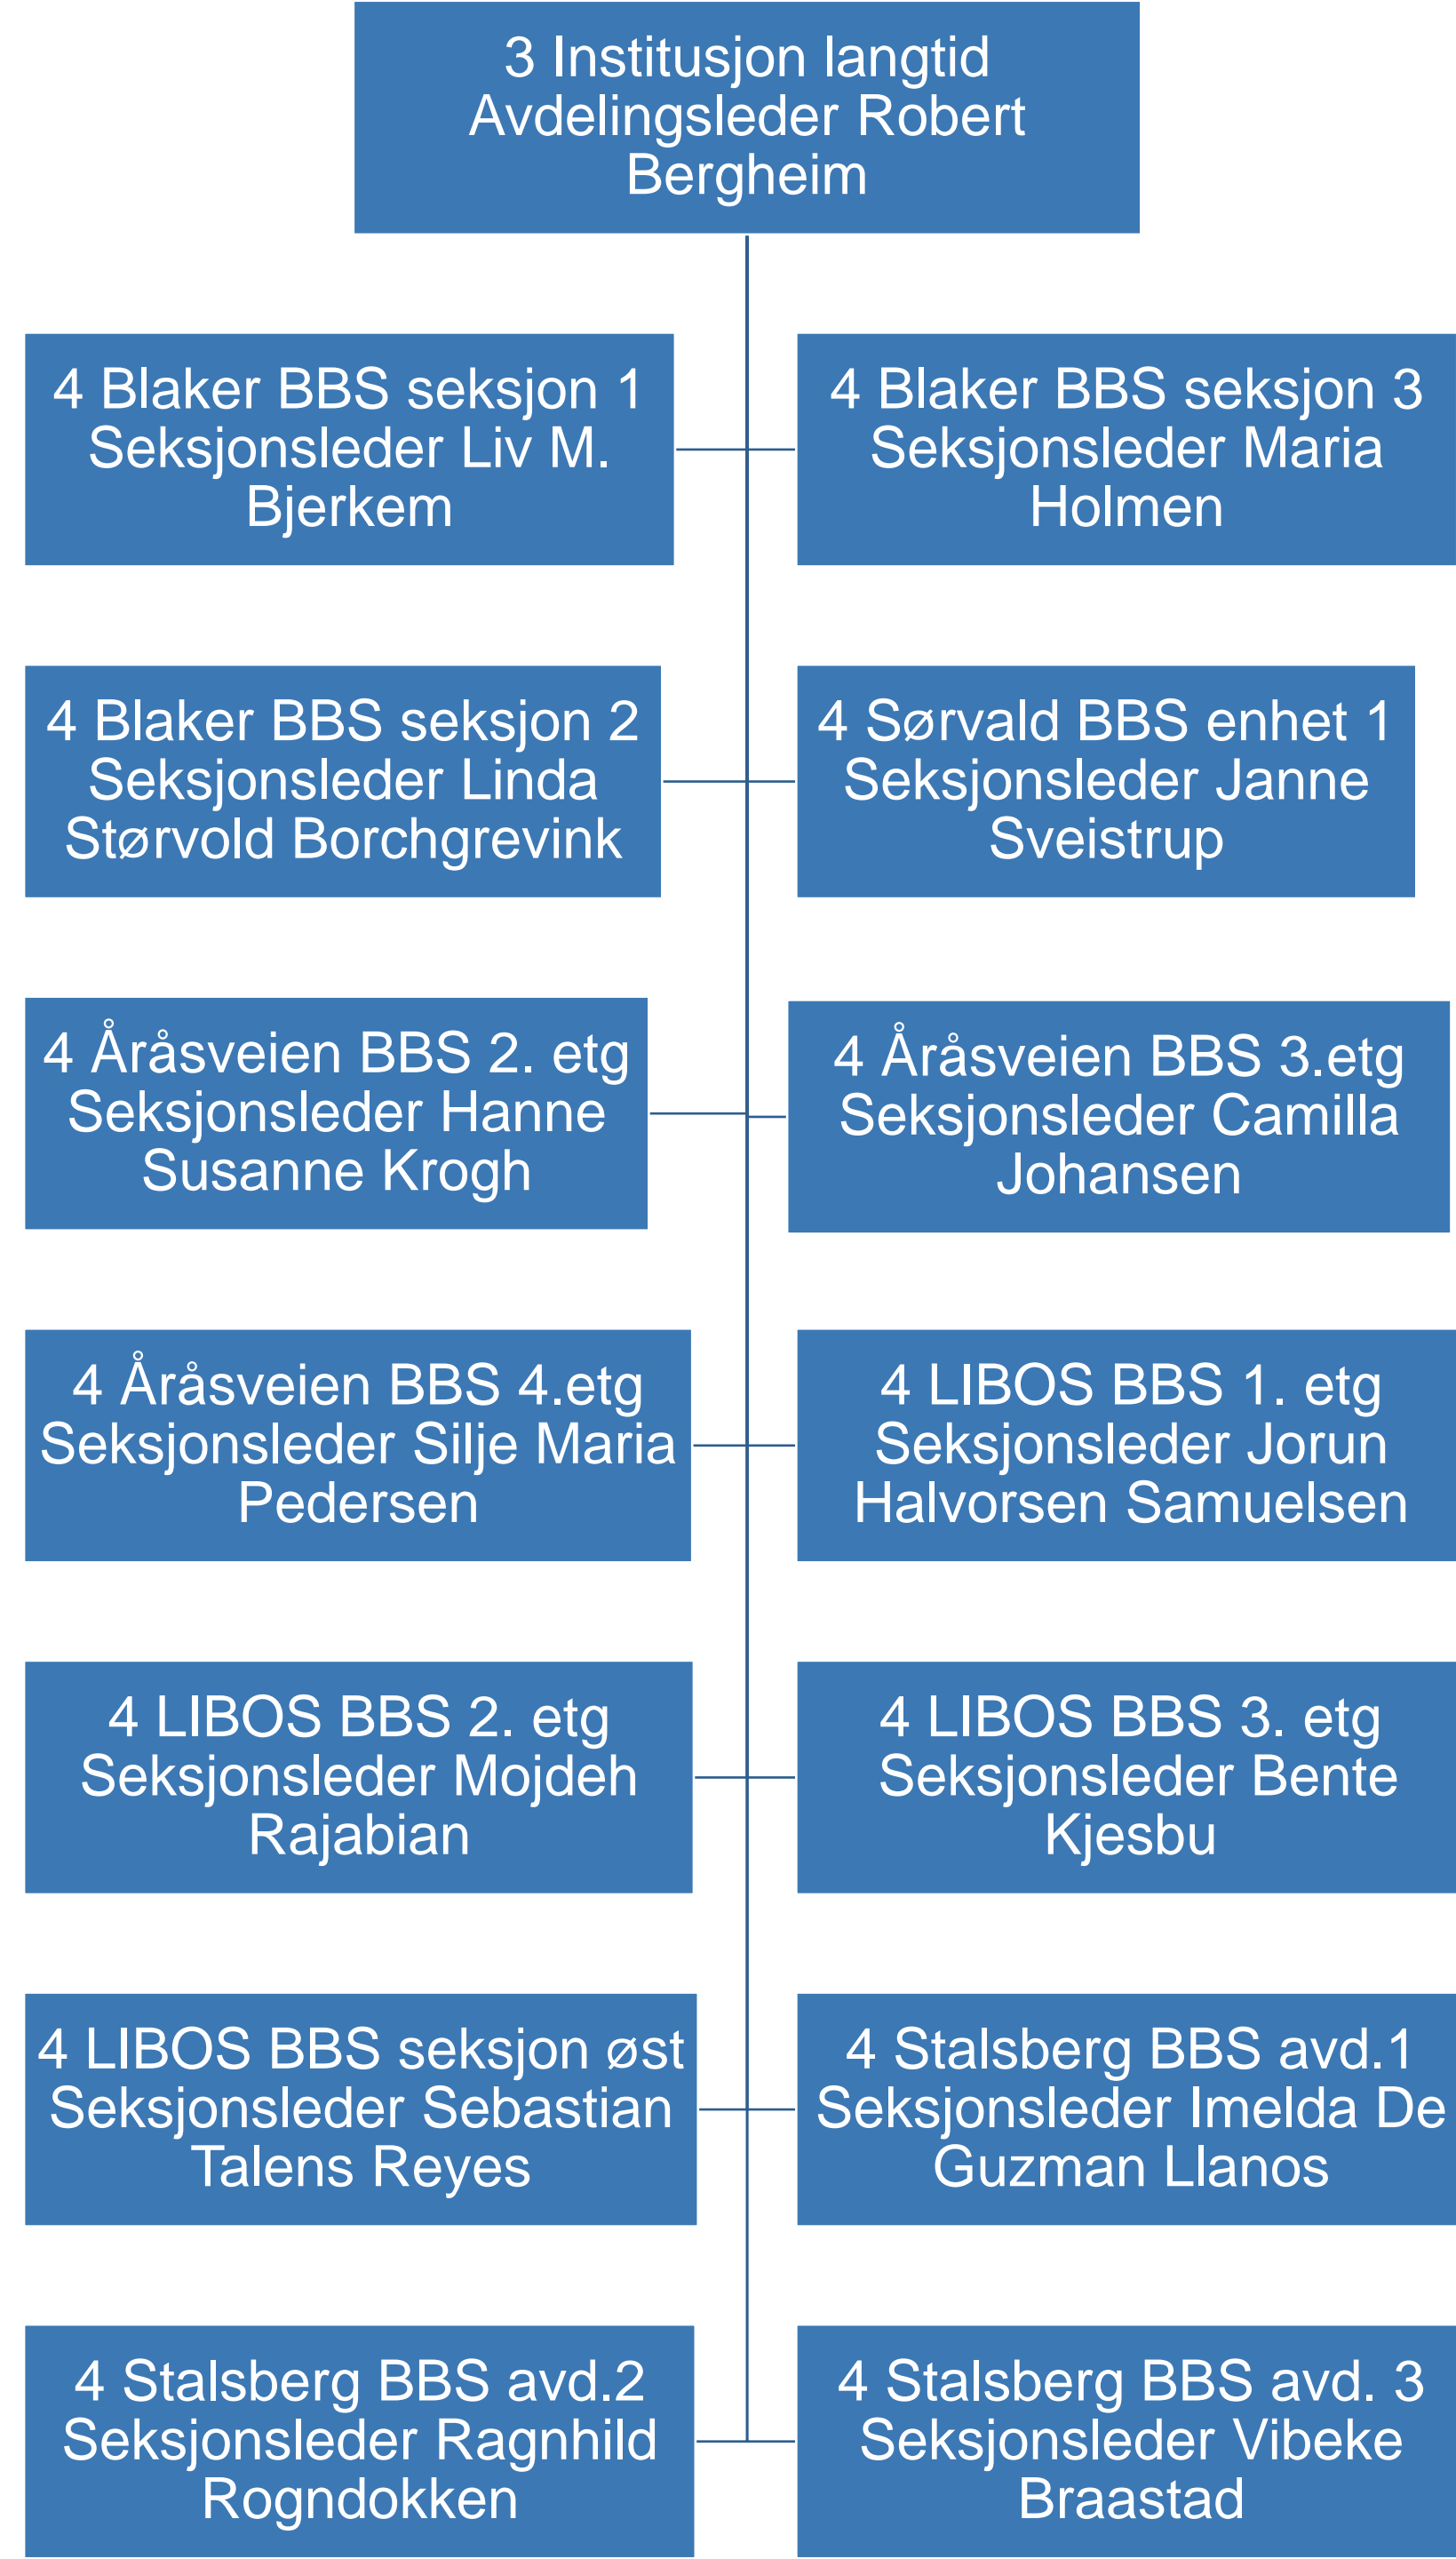 3 Institusjon langtid
Avdelingsleder Robert
Bergheim
4 Blaker BBS seksjon 1
Seksjonsleder Liv M.
Bjerkem
4 Blaker BBS seksjon 3
Seksjonsleder Maria
Holmen
4 Blaker BBS seksjon 2
Seksjonsleder Linda
Størvold Borchgrevink
4 Sørvald BBS enhet 1
Seksjonsleder Janne
Sveistrup
4 Åråsveien BBS 2. etg
Seksjonsleder Hanne
Susanne Krogh
4 Åråsveien BBS 3.etg
Seksjonsleder Camilla
Johansen
4 Åråsveien BBS 4.etg
Seksjonsleder Silje Maria
Pedersen
4 LIBOS BBS 1. etg
Seksjonsleder Jorun
Halvorsen Samuelsen
4 LIBOS BBS 2. etg
Seksjonsleder Mojdeh
Rajabian
4 LIBOS BBS 3. etg
Seksjonsleder Bente
Kjesbu
4 LIBOS BBS seksjon øst
Seksjonsleder Sebastian
Talens Reyes
4 Stalsberg BBS avd.1
Seksjonsleder Imelda De
Guzman Llanos
4 Stalsberg BBS avd.2
Seksjonsleder Ragnhild
Rogndokken
4 Stalsberg BBS avd. 3
Seksjonsleder Vibeke
Braastad